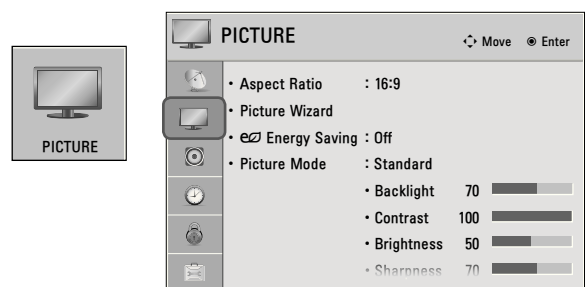 PICTURE
PICTURE
Move Enter
• Aspect Ratio : 16:9
• Picture Wizard
• e Energy Saving : Off
• Picture Mode : Standard
• Backlight 70
• Contrast 100
• Brightness 50
• Sharpness 70